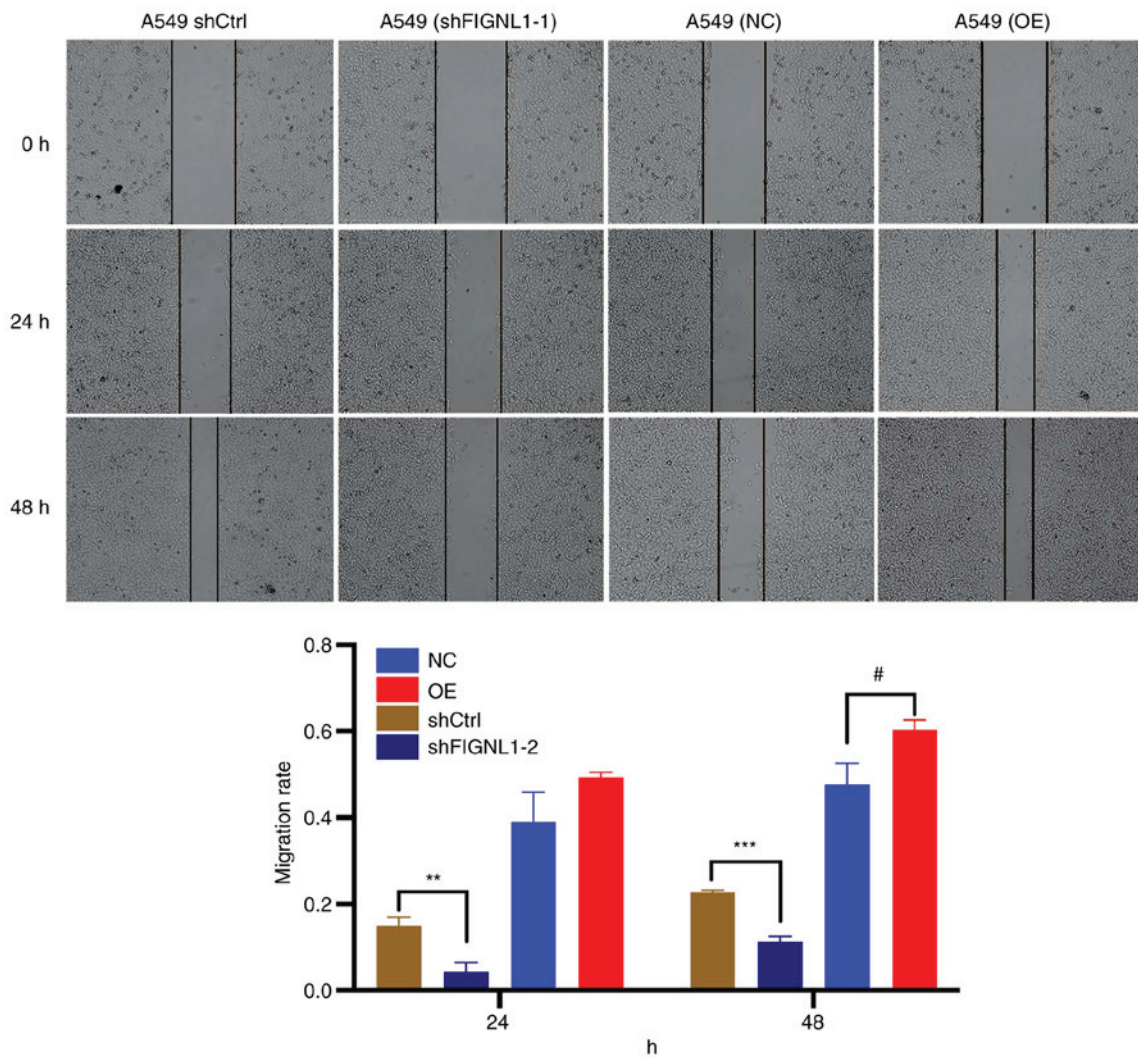 A549 shCtrl
A549 (shFIGNL1-1)
A549 (NC)
A549 (OE)
0 h
24 h
48 h
0.8
0.6
0.4
0.2
0.0
Migration rate
NC
OE
shCtrl
shFIGNL1-2
**
***
#
24
48
h